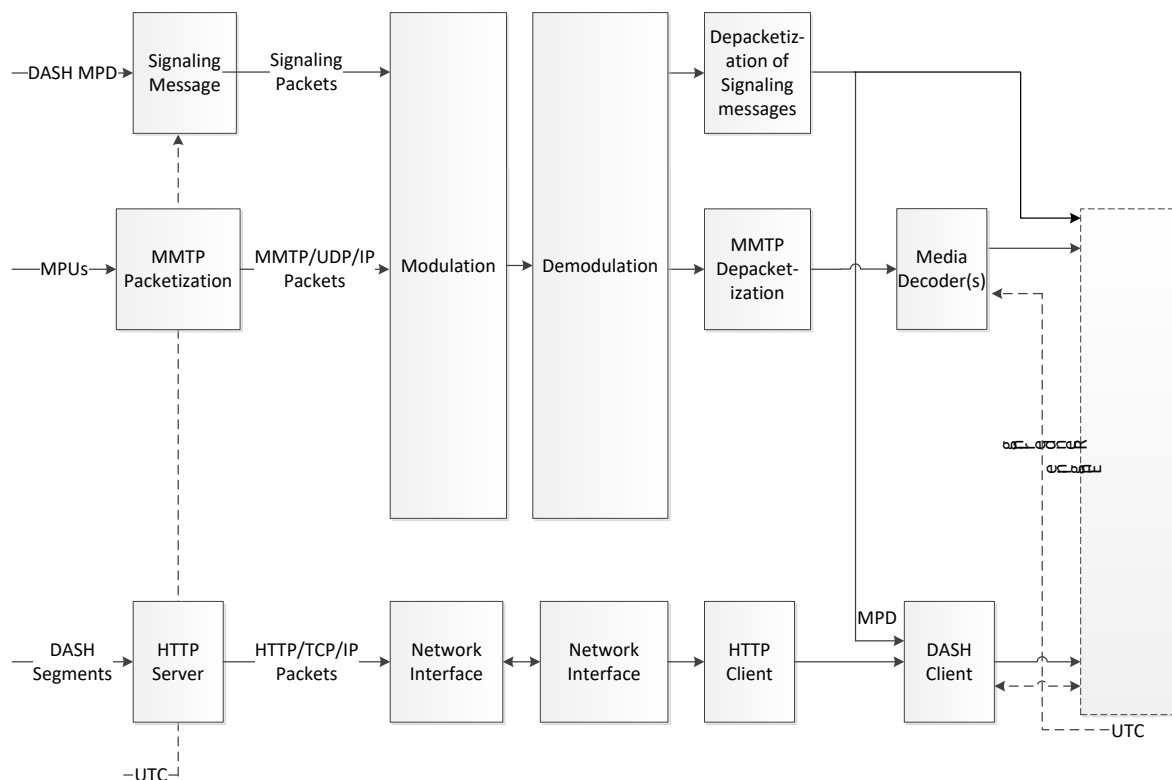 DASH MPD
Signaling
Message
Signaling
Packets
Depacketiz-
ation of
Signaling
messages
MPUs
MMTP
Packetization
MMTP/UDP/IP
Packets
Modulation
Demodulation
MMTP
Depacket-
ization
Media
Decoder(s)
MPD
DASH
Segments
HTTP
Server
HTTP/TCP/IP
Packets
Network
Interface
Network
Interface
HTTP
Client
DASH
Client
UTC
UTC